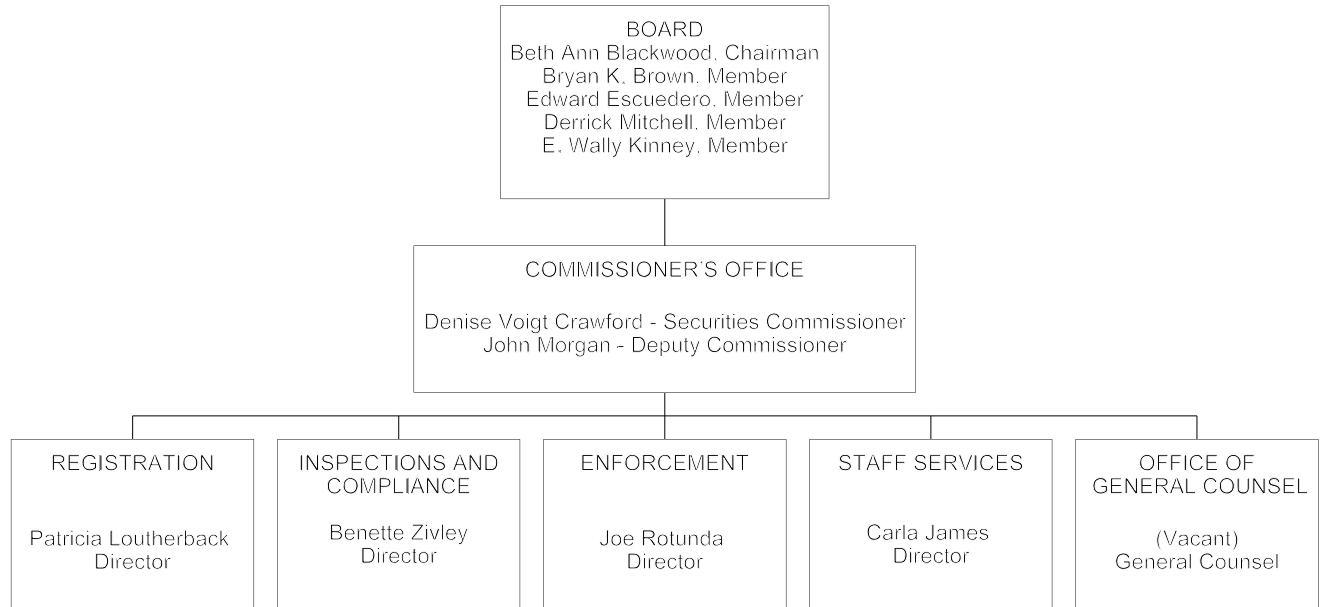 BOARD
Beth Ann Blackwood, Chairman
Bryan K. Brown, Member
Edward Escuedero, Member
Derrick Mitchell, Member
E. Wally Kinney, Member
COMMISSIONER'S OFFICE
Denise Voigt Crawford - Securities Commissioner
John Morgan - Deputy Commissioner
REGISTRATION
Patricia Loutherback
Director
INSPECTIONS AND
COMPLIANCE
Benette Zivley
Director
ENFORCEMENT
Joe Rotunda
Director
STAFF SERVICES
Carla James
Director
OFFICE OF
GENERAL COUNSEL
(Vacant)
General Counsel